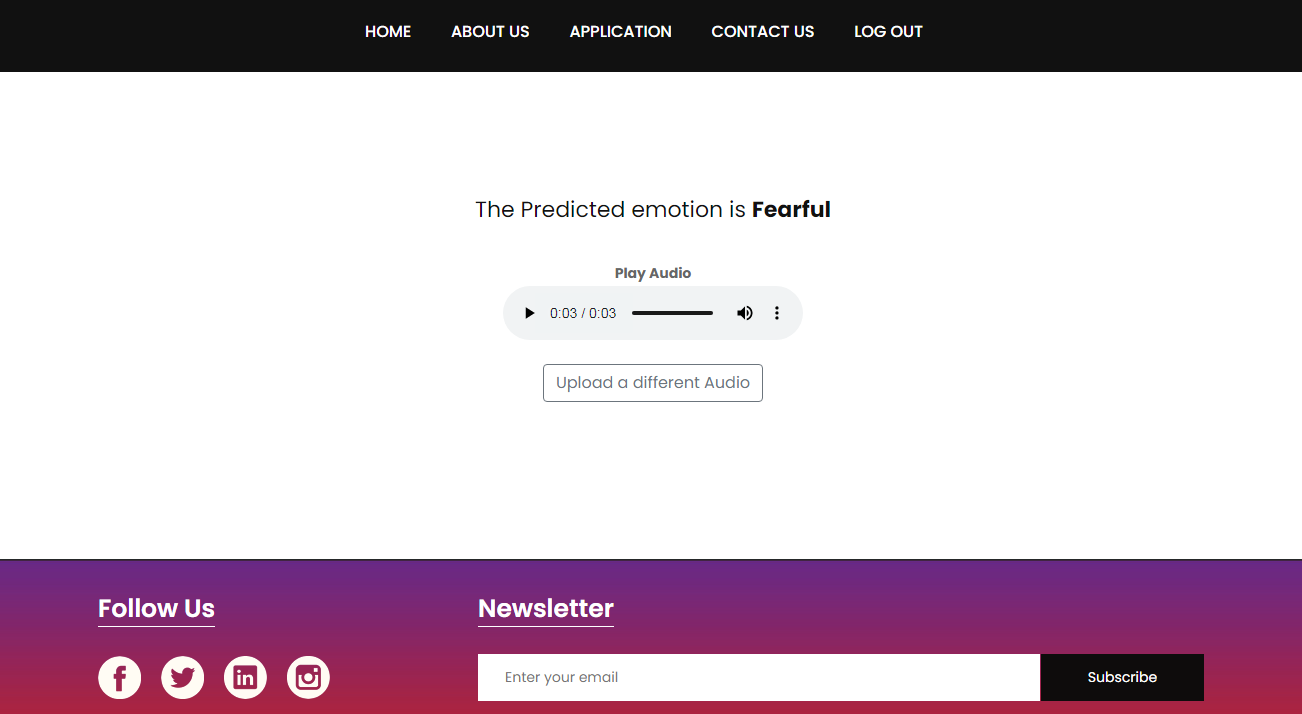 HOME ABOUT US APPLICATION CONTACT US LOG OUT
The Predicted emotion is Fearful
Play Audio
0:03 / 0:03
Upload a different Audio
Follow Us
Newsletter
Enter your email
Subscribe